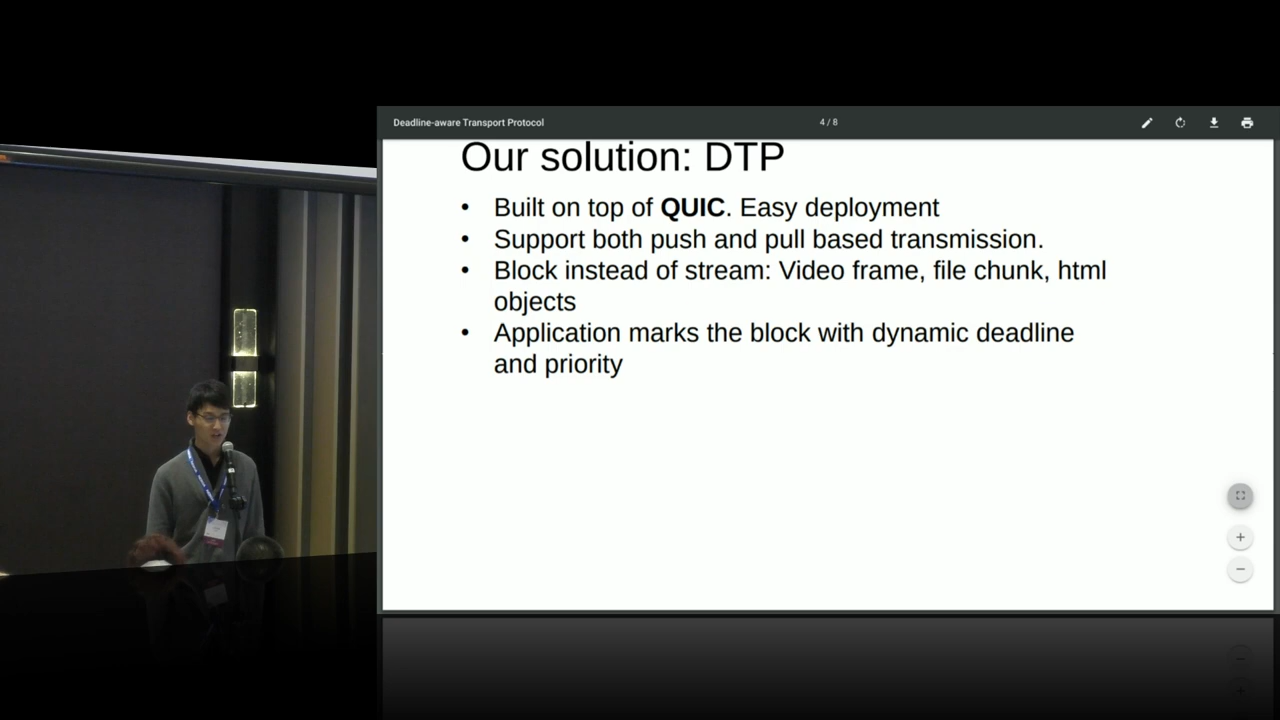 Deadline-aware Transport Protocol
4 / 8
Our solution: DTP
• Built on top of QUIC. Easy deployment
• Support both push and pull based transmission.
• Block instead of stream: Video frame, file chunk, html
objects
• Application marks the block with dynamic deadline
and priority